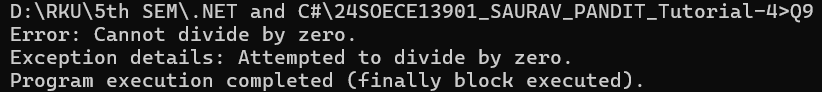 D:\RKU\5th SEM\.NET and C#\24SOECE13901_SAURAV_PANDIT_Tutorial-4>Q9
Error: Cannot divide by zero.
Exception details: Attempted to divide by zero.
Program execution completed (finally block executed).